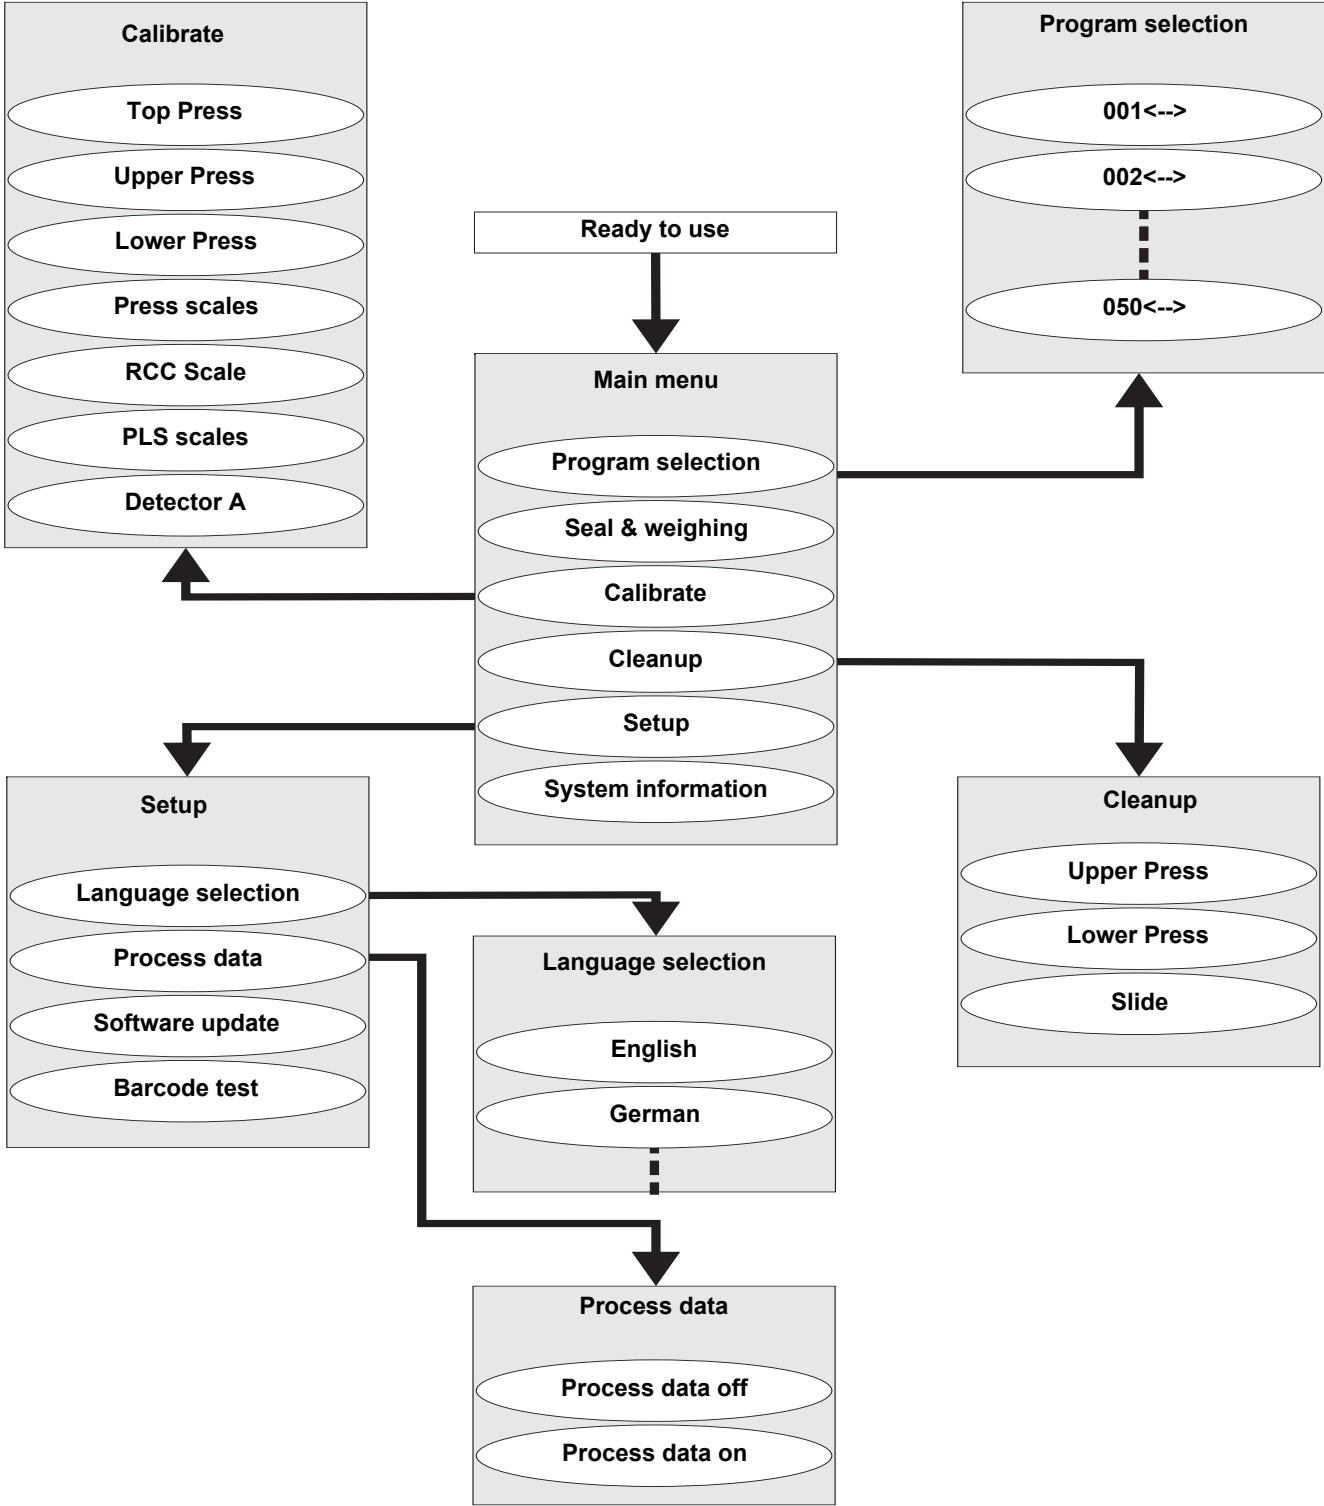 Calibrate
Top Press
Upper Press
Lower Press
Press scales
RCC Scale
PLS scales
Detector A
Program selection
001<-->
002<-->
050<-->
Ready to use
Main menu
Program selection
Seal & weighing
Calibrate
Cleanup
Setup
System information
Setup
Language selection
Process data
Software update
Barcode test
Language selection
English
German
Cleanup
Upper Press
Lower Press
Slide
Process data
Process data off
Process data on